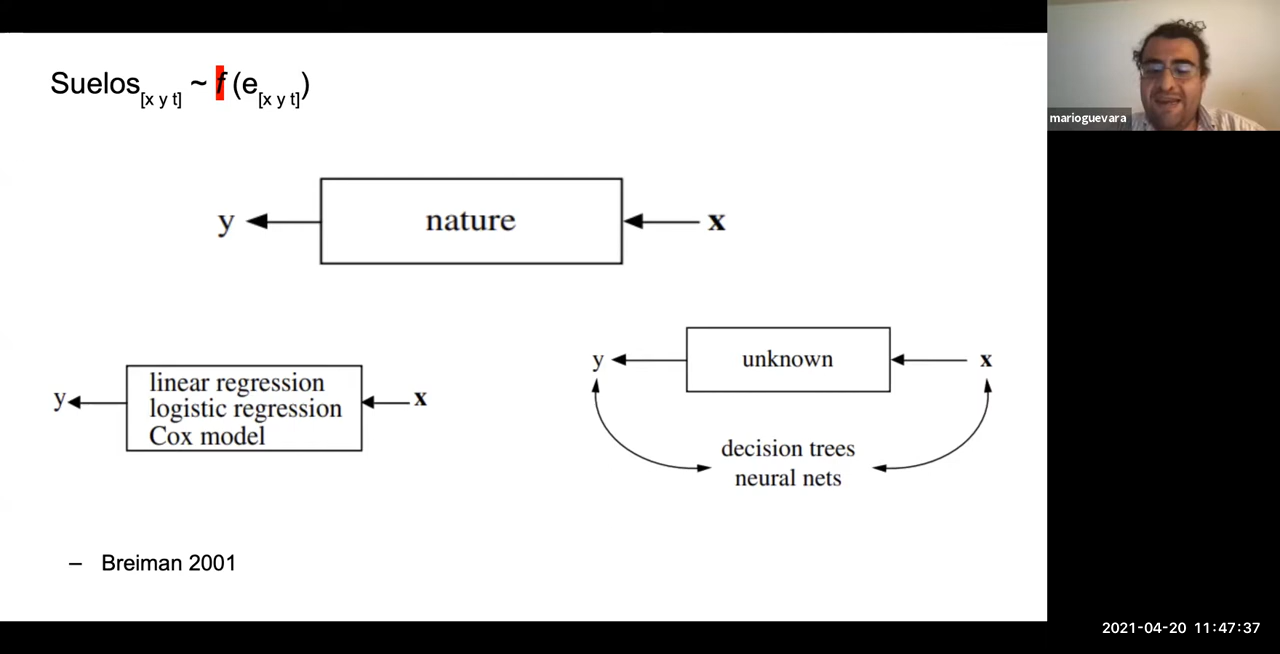 Suelos[x y t] ~ f (e[x y t])
marioguevara
y nature x
y unknown x
linear regression
y logistic regression x
Cox model
decision trees
neural nets
– Breiman 2001
2021-04-20 11:47:37